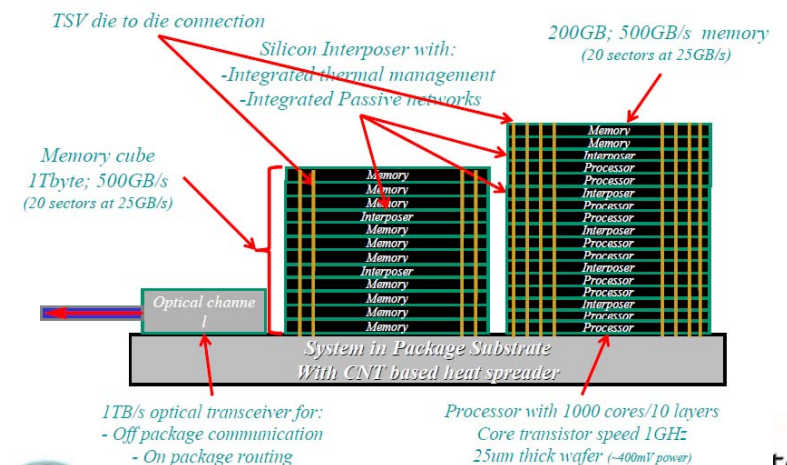 TSV die to die connection
Silicon Interposer with:
-Integrated thermal management
-Integrated Passive networks
200GB; 500GB/s memory
(20 sectors at 25GB/s)
Memory cube
1Tbyte; 500GB/s
(20 sectors at 25GB/s)
Memory
Memory
Memory
Interposer
Memory
Memory
Memory
Interposer
Memory
Memory
Memory
Memory
Memory
Memory
Interposer
Processor
Processor
Interposer
Processor
Processor
Interposer
Processor
Processor
Interposer
Processor
Processor
Interposer
Processor
Processor
Optical channe
l
System in Package Substrate
With CNT based heat spreader
1TB/s optical transceiver for:
- Off package communication
- On package routing
Processor with 1000 cores/10 layers
Core transistor speed 1GHz
25um thick wafer (~400mV power)